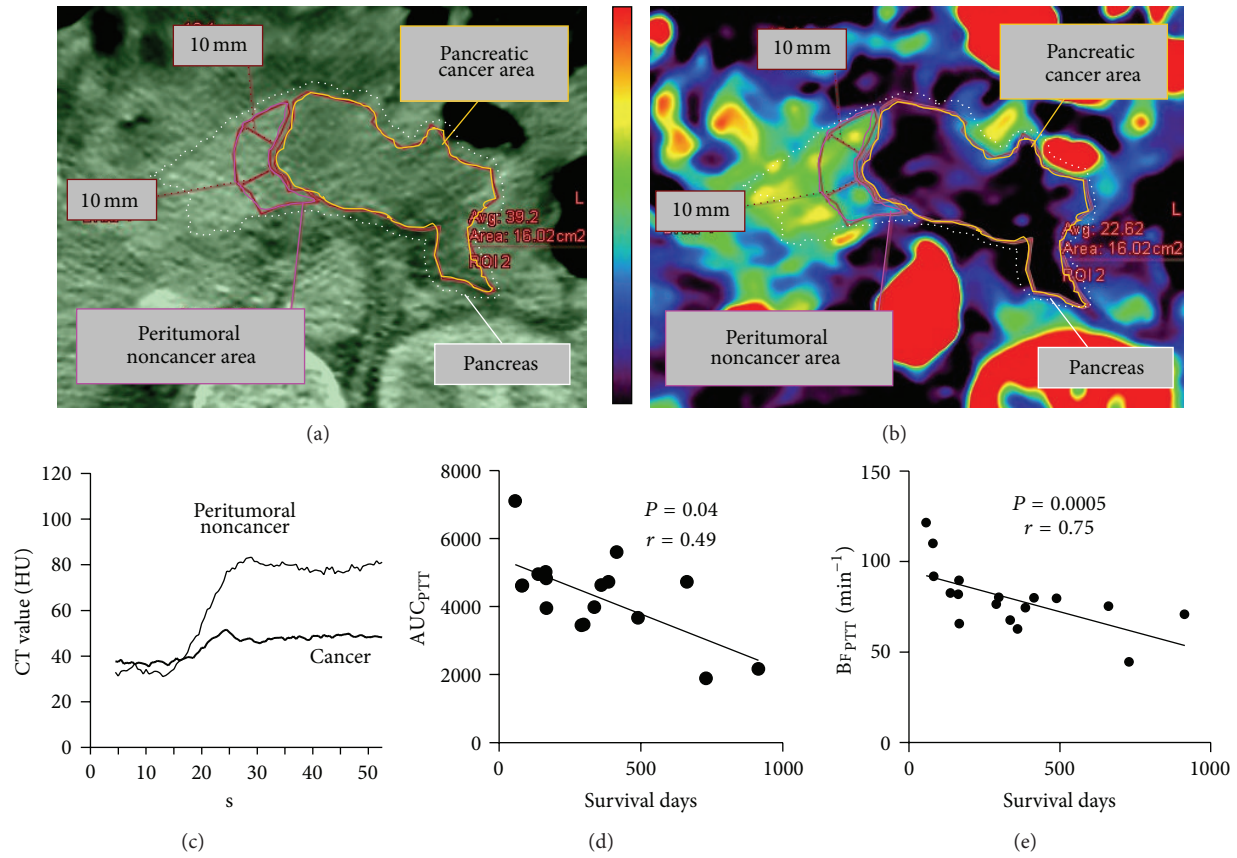 10 mm
Pancreatic
cancer area
10 mm
L
Avg: 39.2
Area: 16.02cm2
ROI 2
Peritumoral
noncancer area
Pancreas
(a)
10 mm
Pancreatic
cancer area
10 mm
L
Avg: 22.62
Area: 16.02cm2
ROI 2
Peritumoral
noncancer area
Pancreas
(b)
CT value (HU)
120
100
80
60
40
20
0
Peritumoral
noncancer
Cancer
0 10 20 30 40 50
s
(c)
AUCPTT
8000
6000
4000
2000
0
P = 0.04
r = 0.49
0 500 1000
Survival days
(d)
BFPTT (min−1)
150
100
50
0
P = 0.0005
r = 0.75
0 500 1000
Survival days
(e)